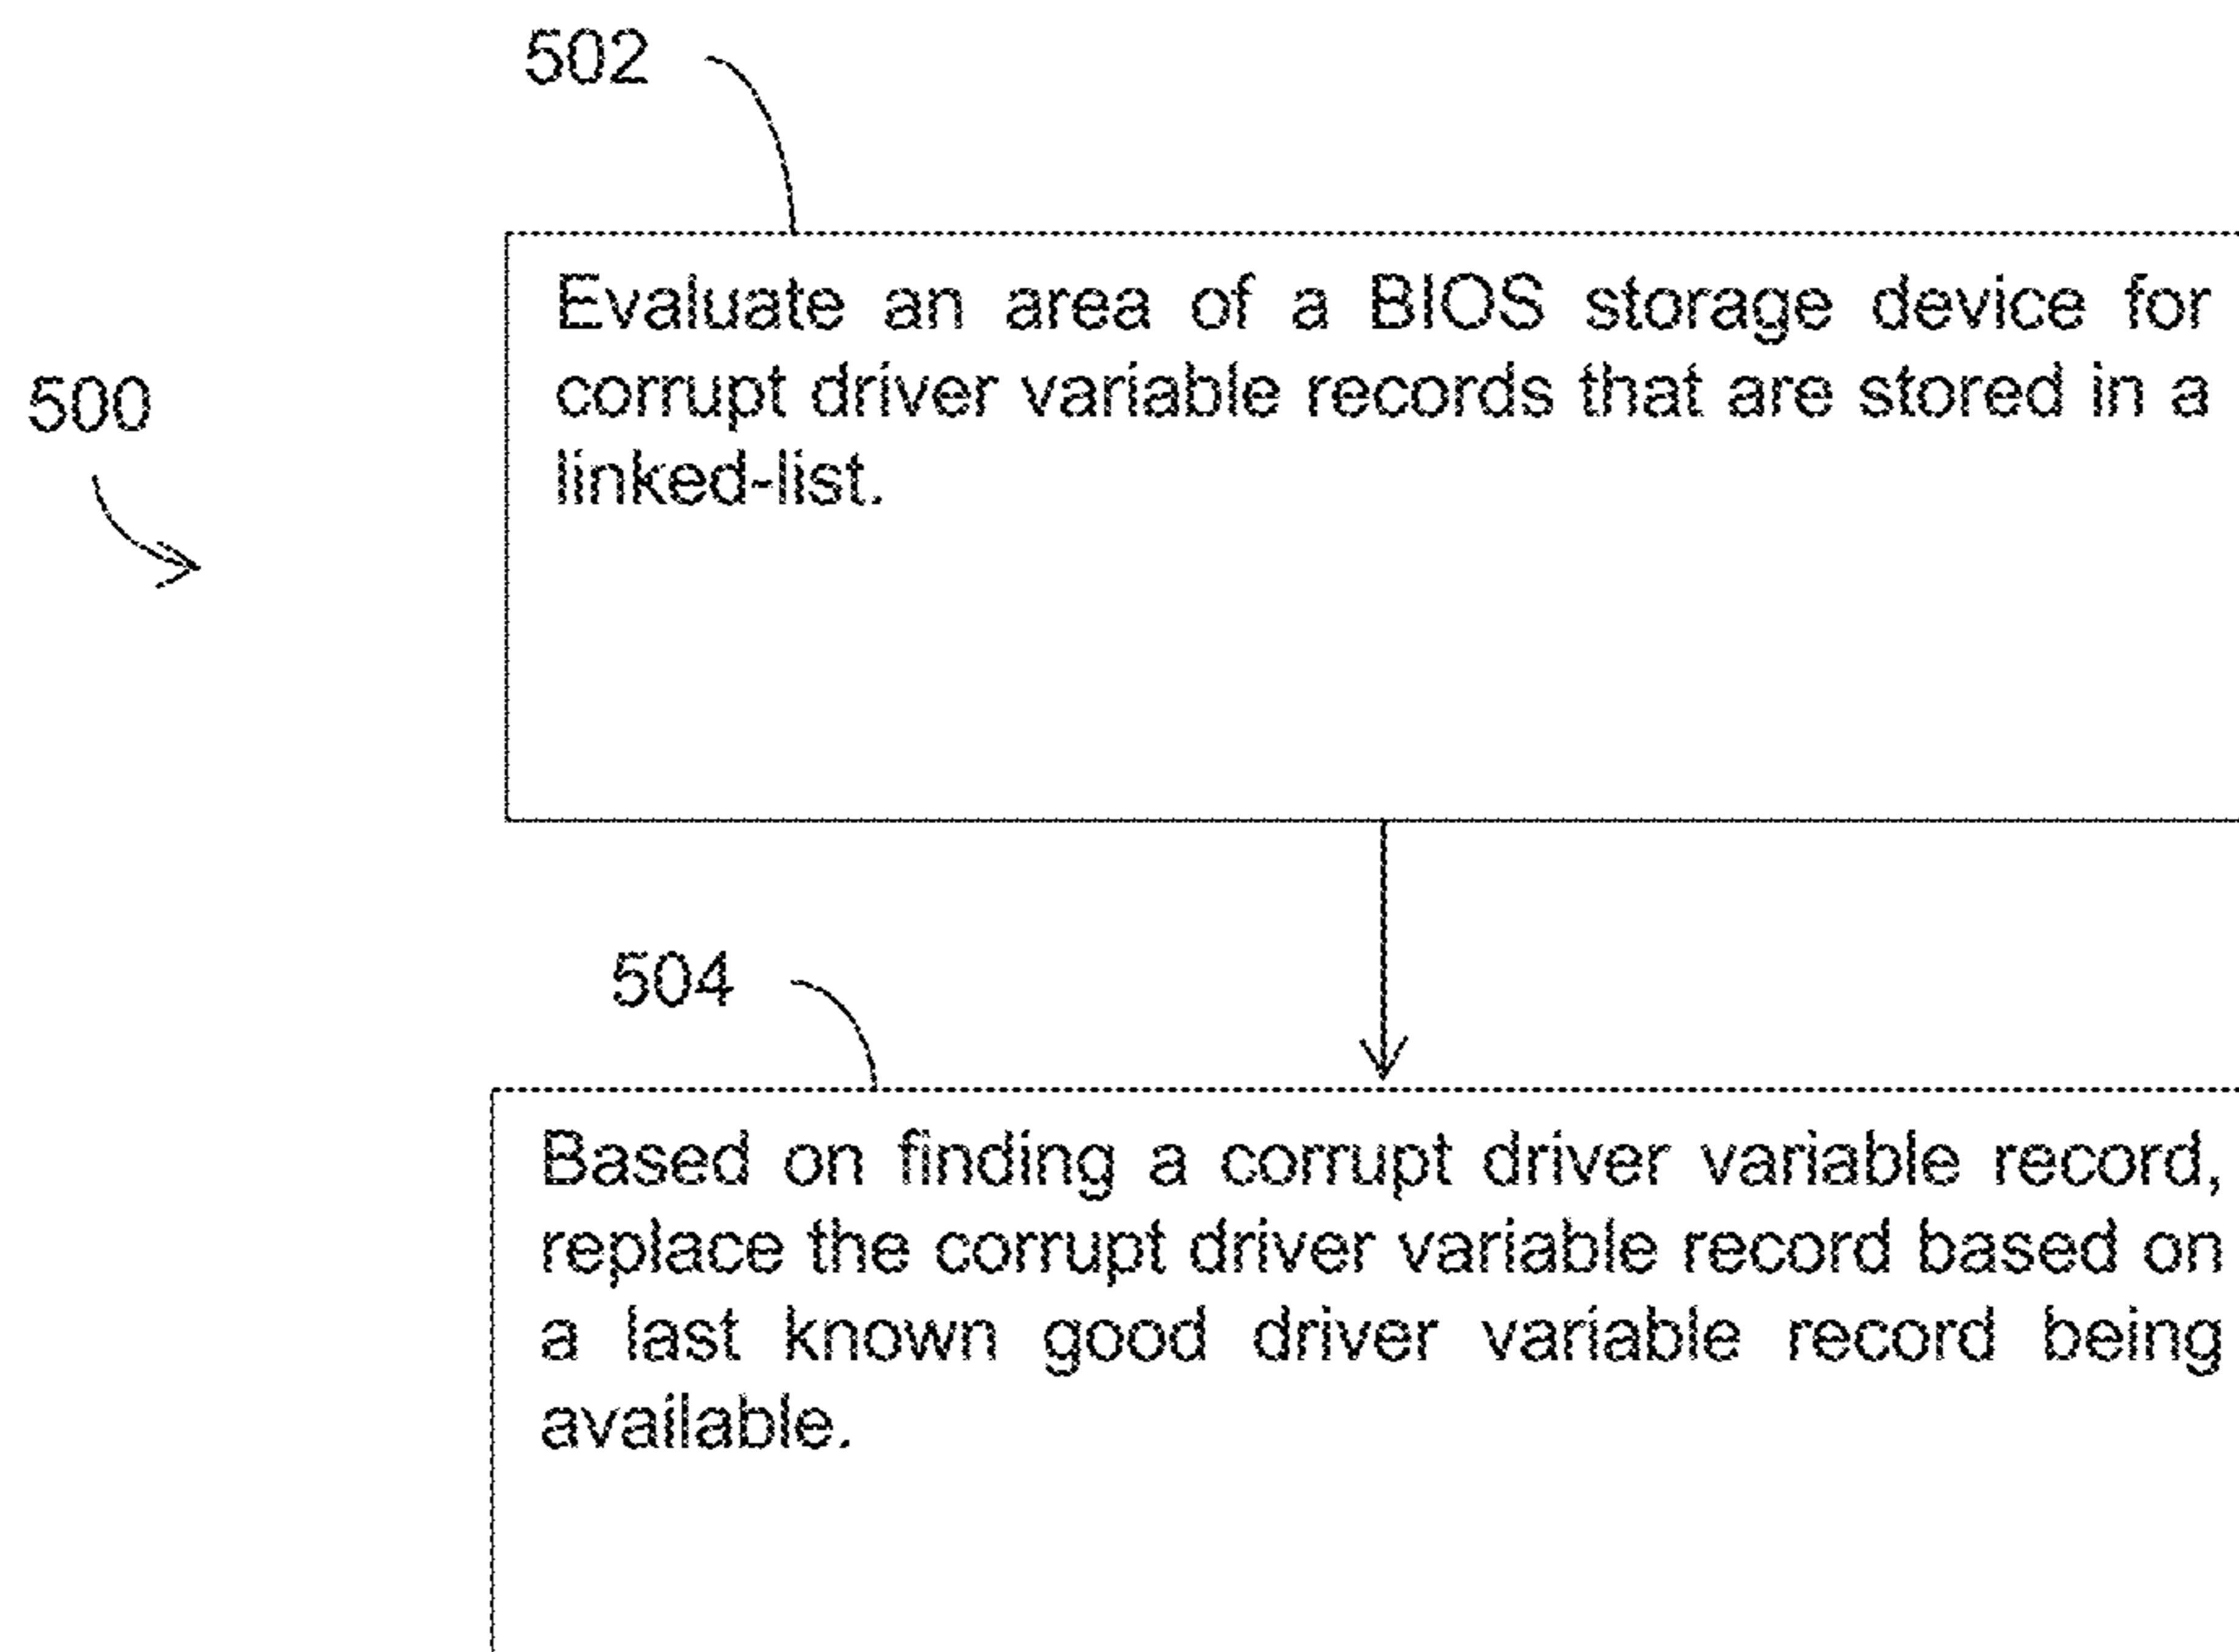 502
Evaluate an area of a BIOS storage device for
corrupt driver variable records that are stored in a
linked-list.
500
504
Based on finding a corrupt driver variable record,
replace the corrupt driver variable record based on
a last known good driver variable record being
available.